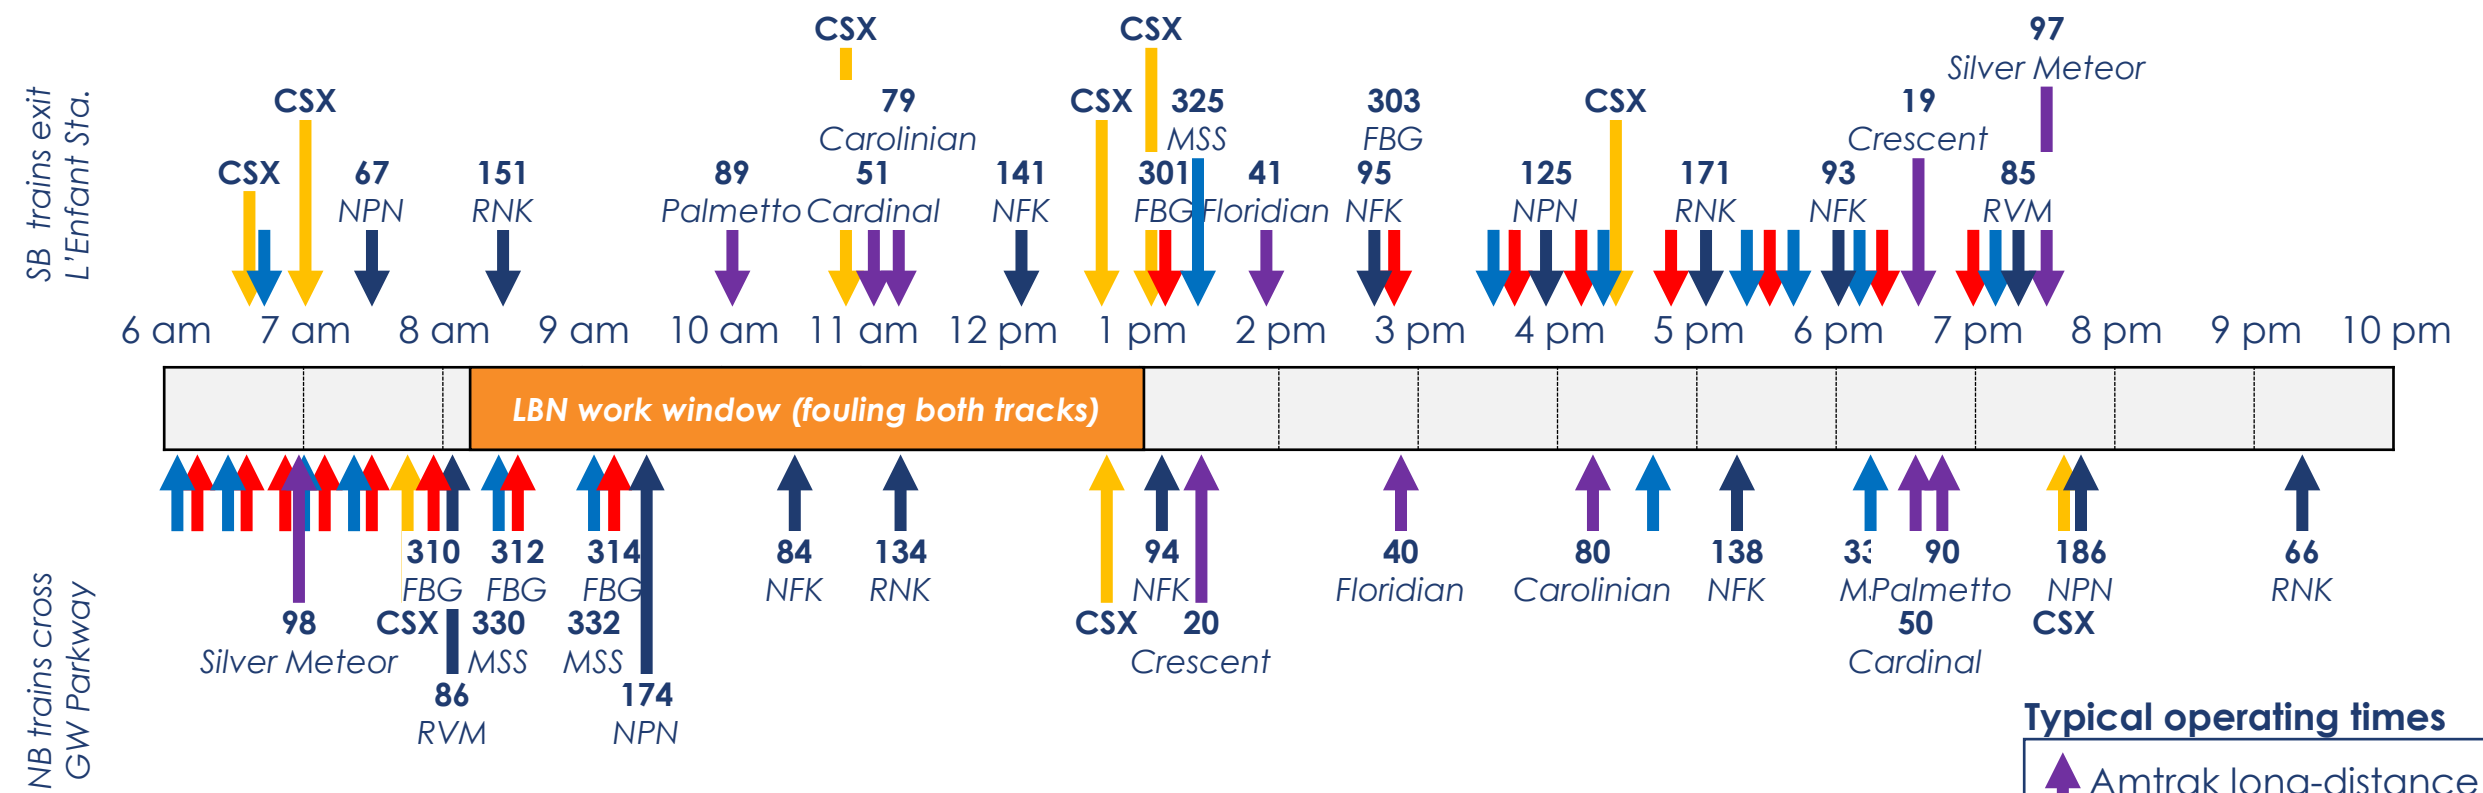 CSX
CSX
97
Silver Meteor
SB trains exit
L'Enfant Sta.
CSX
79
CSX
325
303
CSX
19
Carolinian
MSS
FBG
Crescent
CSX
67
151
89
51
141
301
41
95
125
171
93
85
NPN
RNK
Palmetto
Cardinal
NFK
FBG
Floridian
NFK
NPN
RNK
NFK
RVM
6 am
7 am
8 am
9 am
10 am
11 am
12 pm
1 pm
2 pm
3 pm
4 pm
5 pm
6 pm
7 pm
8 pm
9 pm
10 pm
LBN work window (fouling both tracks)
NB trains cross
GW Parkway
310
312
314
84
134
94
40
80
138
90
186
66
FBG
FBG
FBG
NFK
RNK
NFK
Floridian
Carolinian
NFK
Palmetto
NPN
RNK
98
CSX
330
332
CSX
20
50
CSX
Silver Meteor
MSS
MSS
Crescent
Cardinal
86
174
RVM
NPN
Typical operating times
Amtrak long-distance